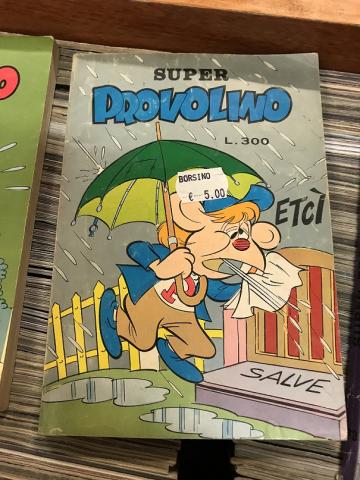 SUPER
PROVOLINO
L. 300
BORSINO
€ 5.00
ETCÌ
SALVE